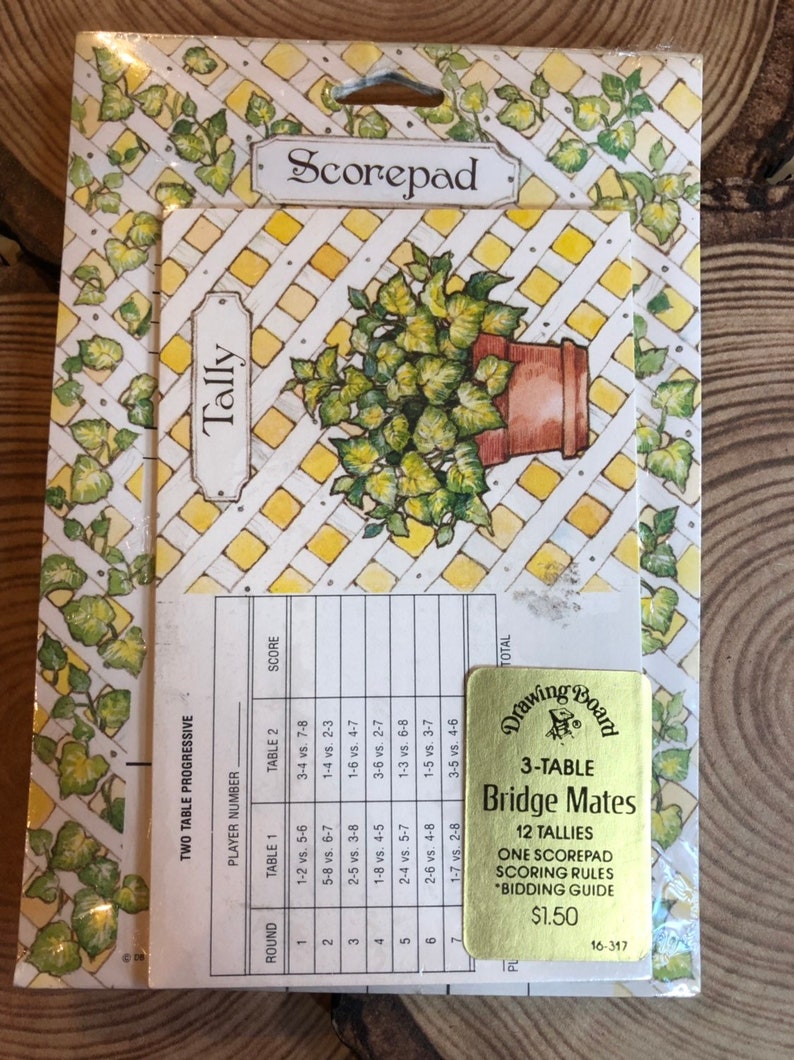 Scorepad
Tally
TWO TABLE PROGRESSIVE
PLAYER NUMBER
ROUND TABLE 1 TABLE 2 SCORE
1 1-2 vs. 5-6 3-4 vs. 7-8
2 5-8 vs. 6-7 1-4 vs. 2-3
3 2-5 vs. 3-8 1-6 vs. 4-7
4 1-8 vs. 4-5 3-6 vs. 2-7
5 2-4 vs. 5-7 1-3 vs. 6-8
6 2-6 vs. 4-8 1-5 vs. 3-7
7 1-7 vs. 2-8 3-5 vs. 4-6
TOTAL
Drawing Board ®
3-TABLE
Bridge Mates
12 TALLIES
ONE SCOREPAD
SCORING RULES
*BIDDING GUIDE
$1.50
16-317
© DB